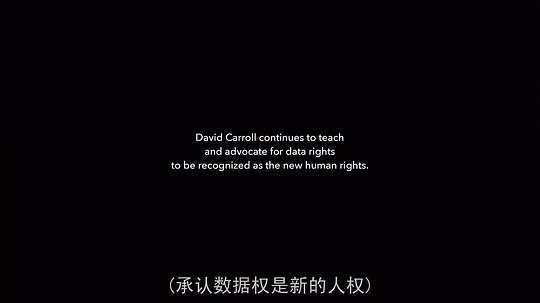 David Carroll continues to teach
and advocate for data rights
to be recognized as the new human rights.
(承认数据权是新的人权)